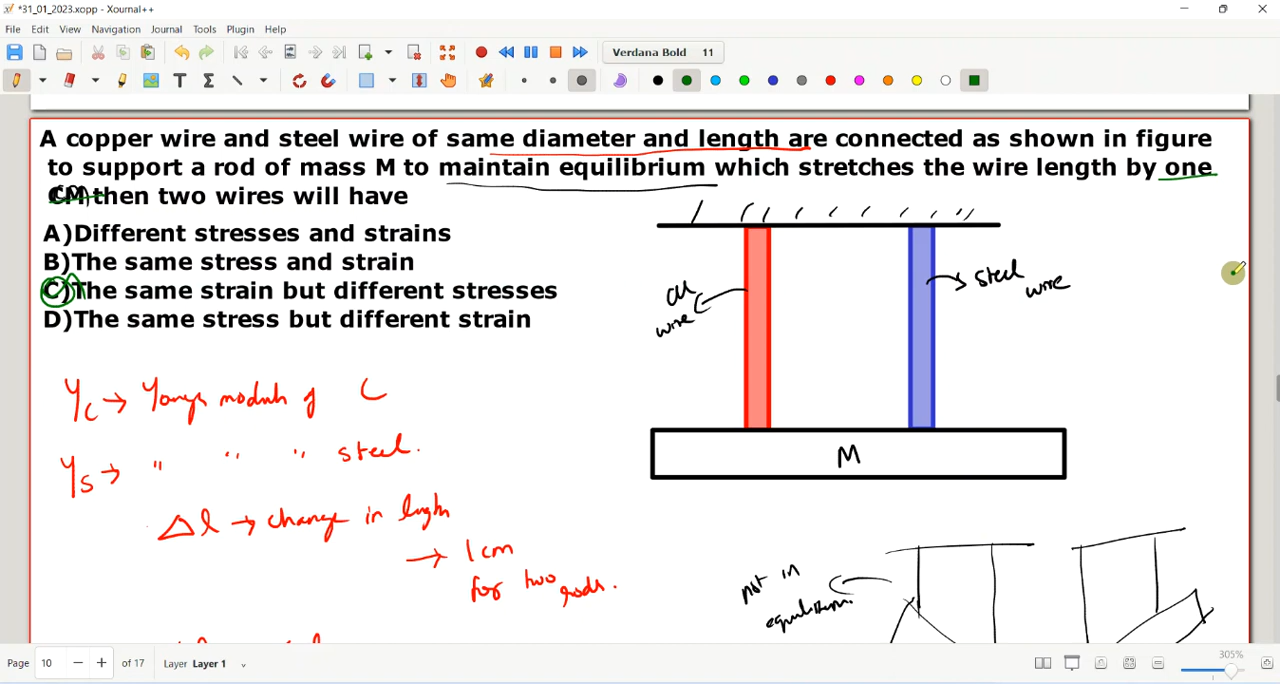 *31_01_2023.xopp - Xournal++
File Edit View Navigation Journal Tools Plugin Help
Verdana Bold 11
A copper wire and steel wire of same diameter and length are connected as shown in figure
to support a rod of mass M to maintain equilibrium which stretches the wire length by one
CM then two wires will have
A)Different stresses and strains
B)The same stress and strain
C)The same strain but different stresses
D)The same stress but different strain
Cu
wire
steel
wire
M
Yc → Youngs modulus of C
Ys → " " " steel.
Δl → change in length
→ 1 cm
for two rods.
not in
equilibrium.
Page 10 of 17 Layer Layer 1
305%